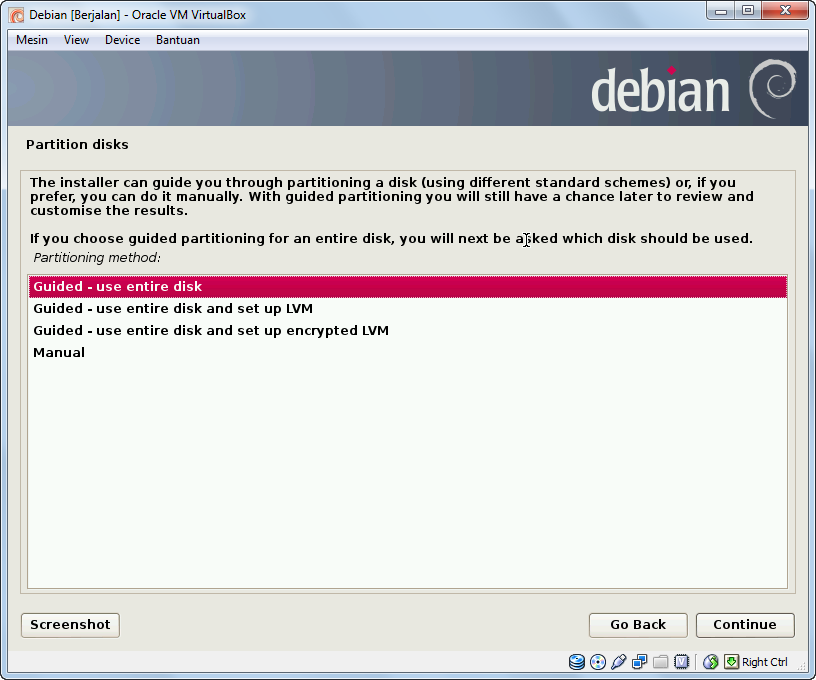 Debian [Berjalan] - Oracle VM VirtualBox
Mesin View Device Bantuan
debian
Partition disks
The installer can guide you through partitioning a disk (using different standard schemes) or, if you
prefer, you can do it manually. With guided partitioning you will still have a chance later to review and
customise the results.
If you choose guided partitioning for an entire disk, you will next be asked which disk should be used.
Partitioning method:
Guided - use entire disk
Guided - use entire disk and set up LVM
Guided - use entire disk and set up encrypted LVM
Manual
Screenshot Go Back Continue
Right Ctrl